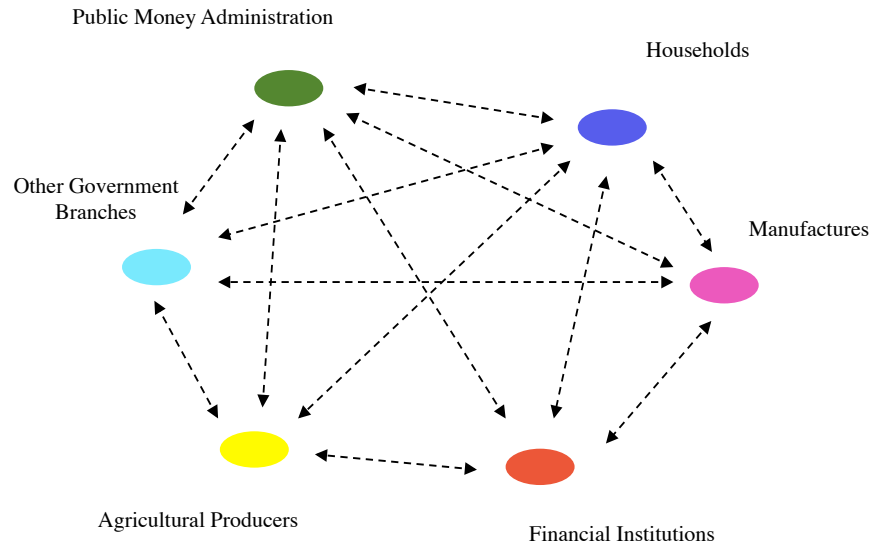 Public Money Administration
Households
Other Government
Branches
Manufactures
Agricultural Producers
Financial Institutions